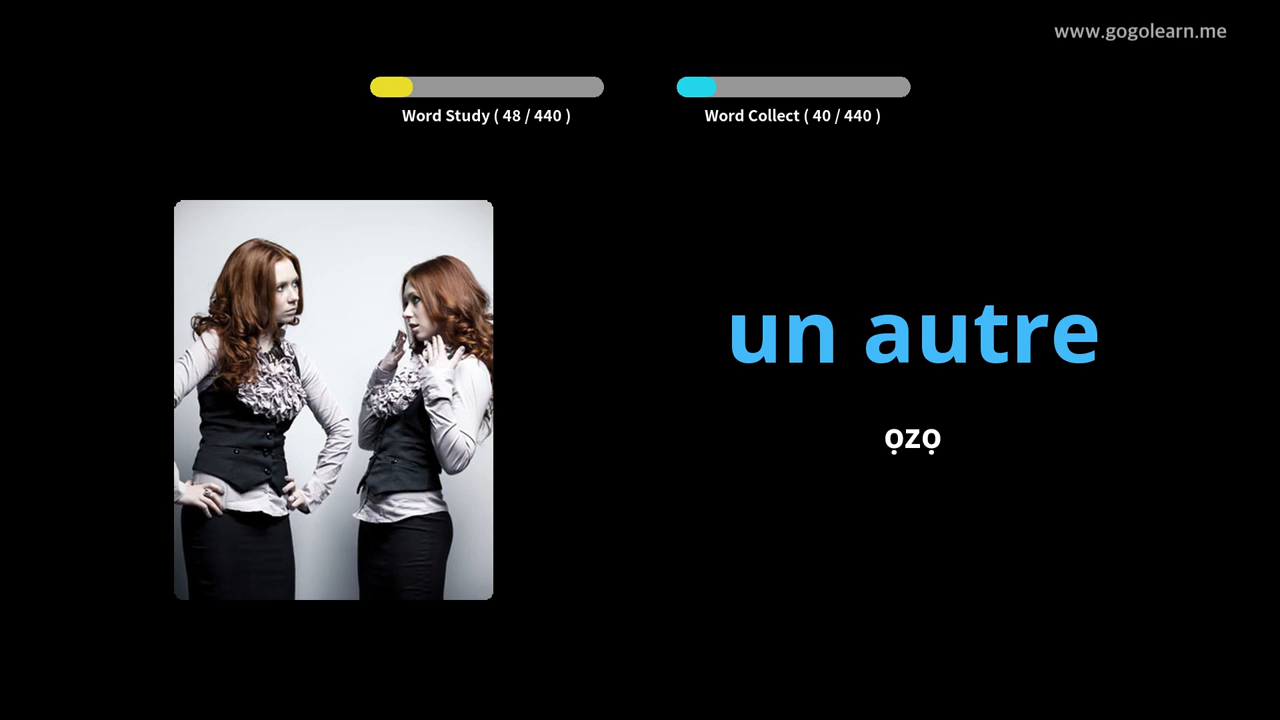 www.gogolearn.me
Word Study ( 48 / 440 )
Word Collect ( 40 / 440 )
un autre
ọzọ